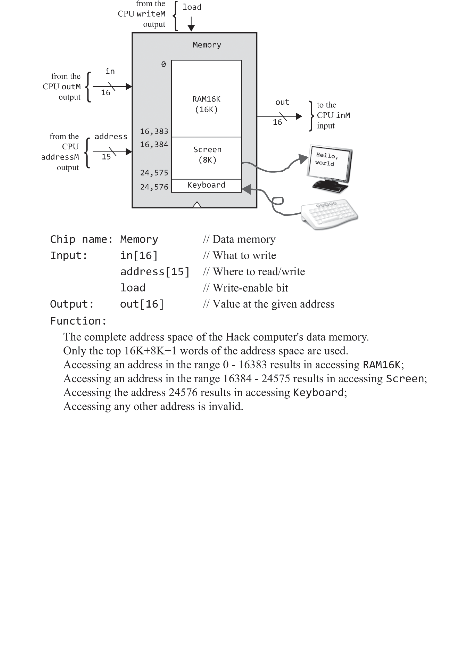 from the
CPU writeM
output
load
Memory
0
in
from the
CPU outM
output
16
RAM16K
(16K)
out
16
to the
CPU inM
input
from the
CPU
addressM
output
address
15
16,383
16,384
Screen
(8K)
Hello,
world
24,575
24,576
Keyboard
Chip name: Memory // Data memory
Input: in[16] // What to write
address[15] // Where to read/write
load // Write-enable bit
Output: out[16] // Value at the given address
Function:
The complete address space of the Hack computer's data memory.
Only the top 16K+8K−1 words of the address space are used.
Accessing an address in the range 0 - 16383 results in accessing RAM16K;
Accessing an address in the range 16384 - 24575 results in accessing Screen;
Accessing the address 24576 results in accessing Keyboard;
Accessing any other address is invalid.